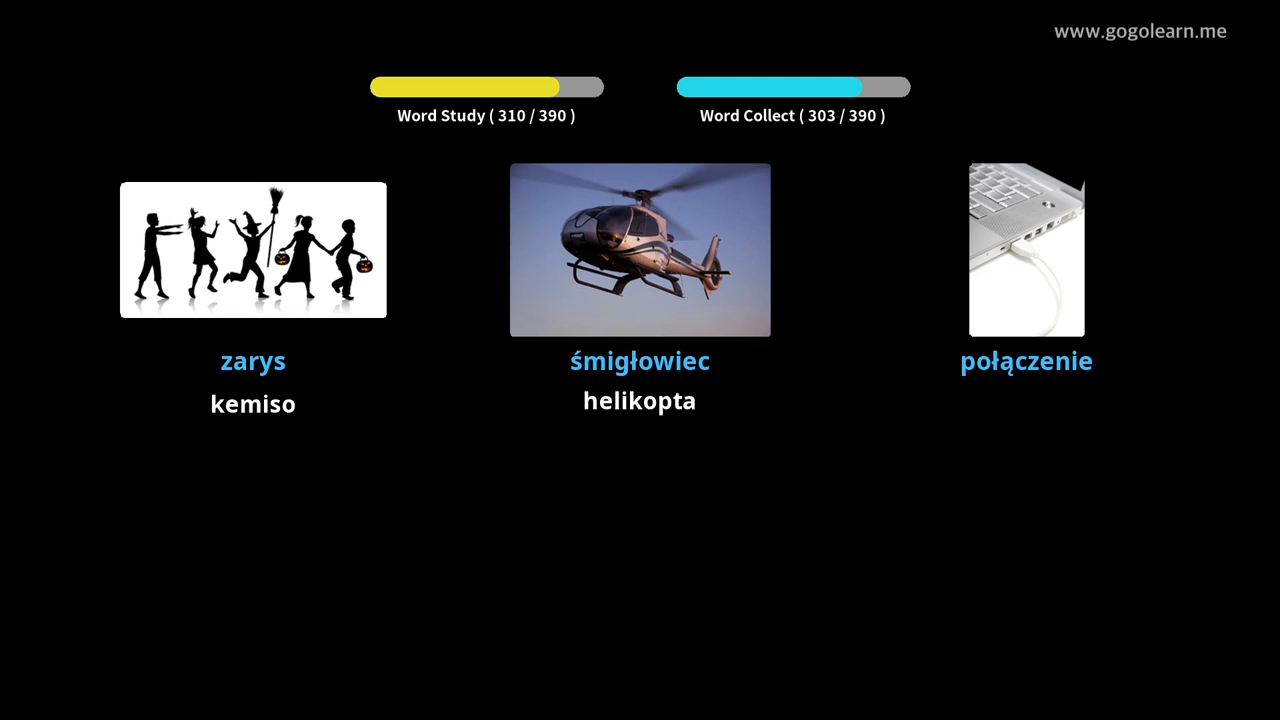 www.gogolearn.me
Word Study ( 310 / 390 )
Word Collect ( 303 / 390 )
zarys
śmigłowiec
połączenie
kemiso
helikopta